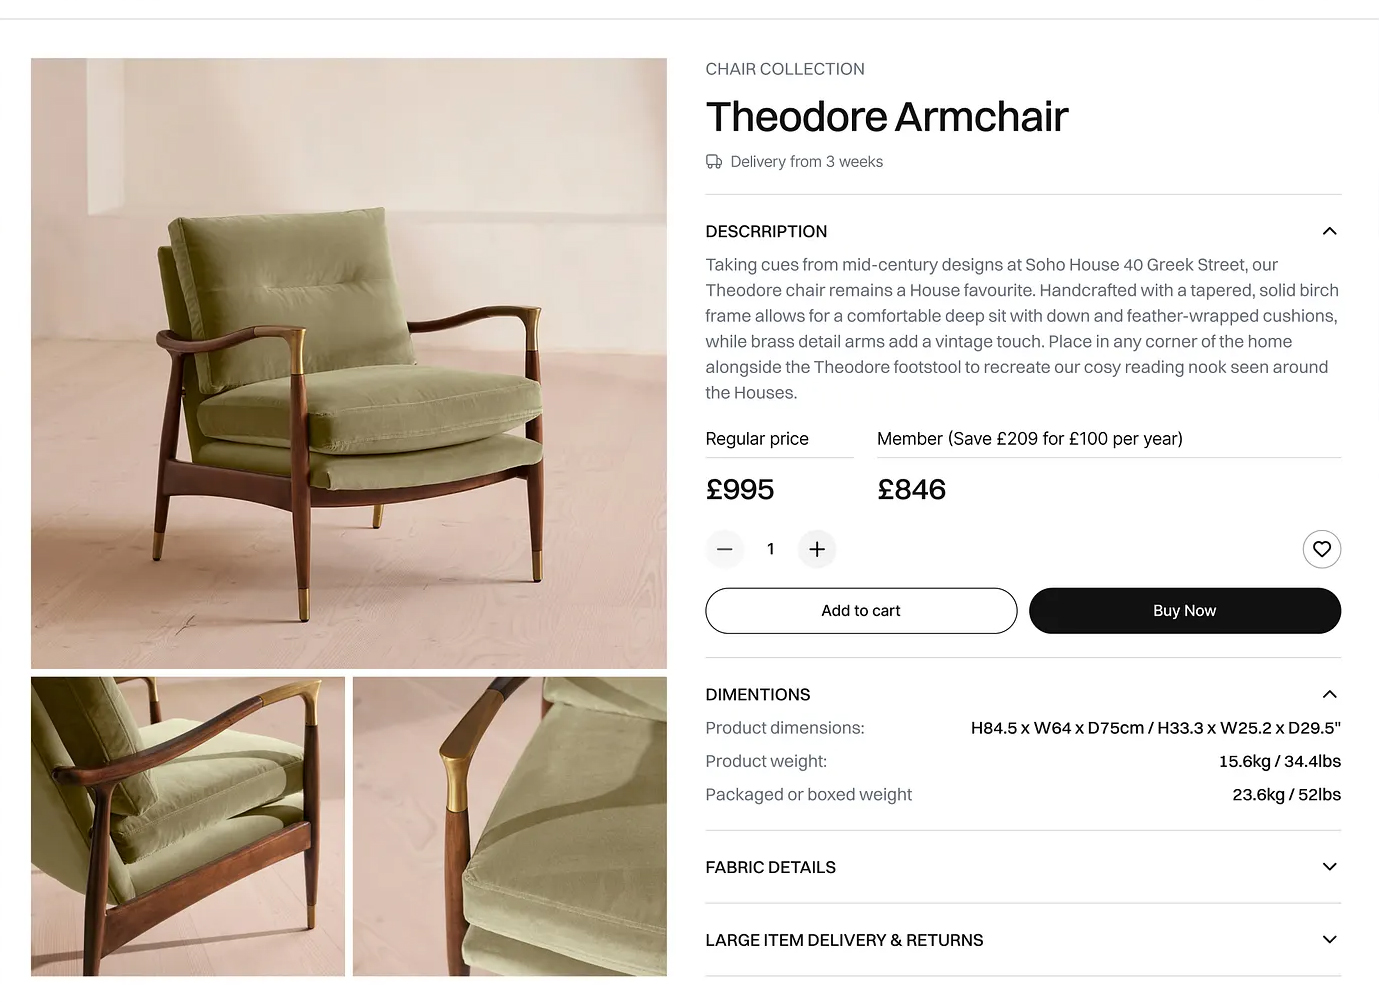 CHAIR COLLECTION
Theodore Armchair
Delivery from 3 weeks
DESCRRIPTION
Taking cues from mid-century designs at Soho House 40 Greek Street, our
Theodore chair remains a House favourite. Handcrafted with a tapered, solid birch
frame allows for a comfortable deep sit with down and feather-wrapped cushions,
while brass detail arms add a vintage touch. Place in any corner of the home
alongside the Theodore footstool to recreate our cosy reading nook seen around
the Houses.
Regular price
Member (Save £209 for £100 per year)
£995
£846
1
Add to cart
Buy Now
DIMENTIONS
Product dimensions: H84.5 x W64 x D75cm / H33.3 x W25.2 x D29.5"
Product weight: 15.6kg / 34.4lbs
Packaged or boxed weight 23.6kg / 52lbs
FABRIC DETAILS
LARGE ITEM DELIVERY & RETURNS